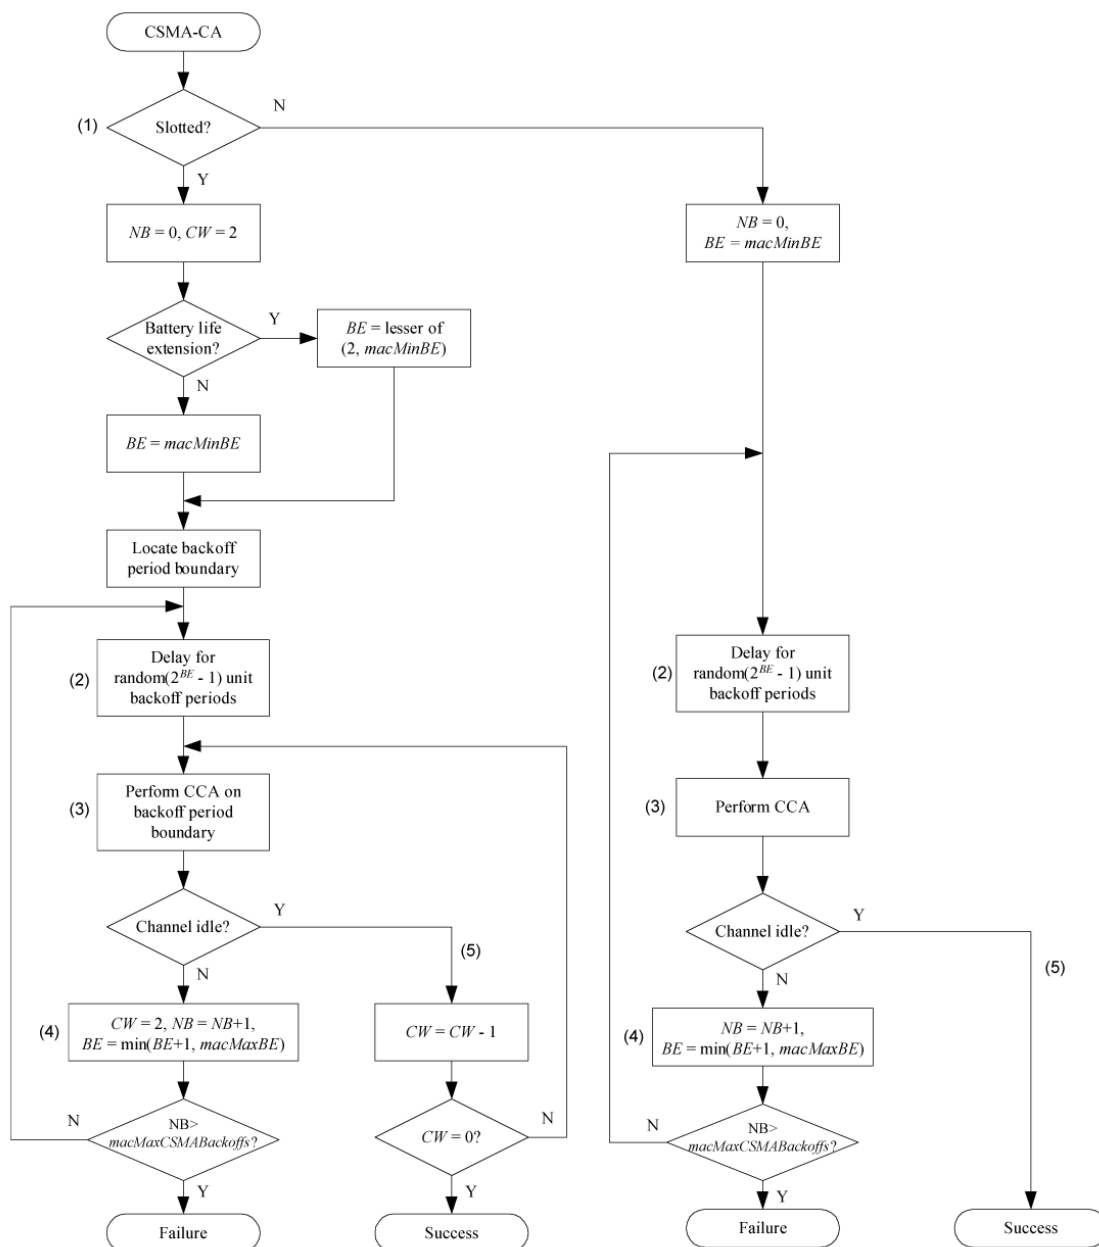 CSMA-CA
(1)
Slotted?
N
Y
NB = 0, CW = 2
NB = 0,
BE = macMinBE
Battery life
extension?
Y
BE = lesser of
(2, macMinBE)
N
BE = macMinBE
Locate backoff
period boundary
(2)
Delay for
random(2^BE - 1) unit
backoff periods
(3)
Perform CCA on
backoff period
boundary
Channel idle?
Y
(5)
N
(4)
CW = 2, NB = NB+1,
BE = min(BE+1, macMaxBE)
CW = CW - 1
N
NB>
macMaxCSMABackoffs?
CW = 0?
N
Y
Y
Failure
Success
(2)
Delay for
random(2^BE - 1) unit
backoff periods
(3)
Perform CCA
Channel idle?
Y
(5)
N
(4)
NB = NB+1,
BE = min(BE+1, macMaxBE)
N
NB>
macMaxCSMABackoffs?
Y
Failure
Success